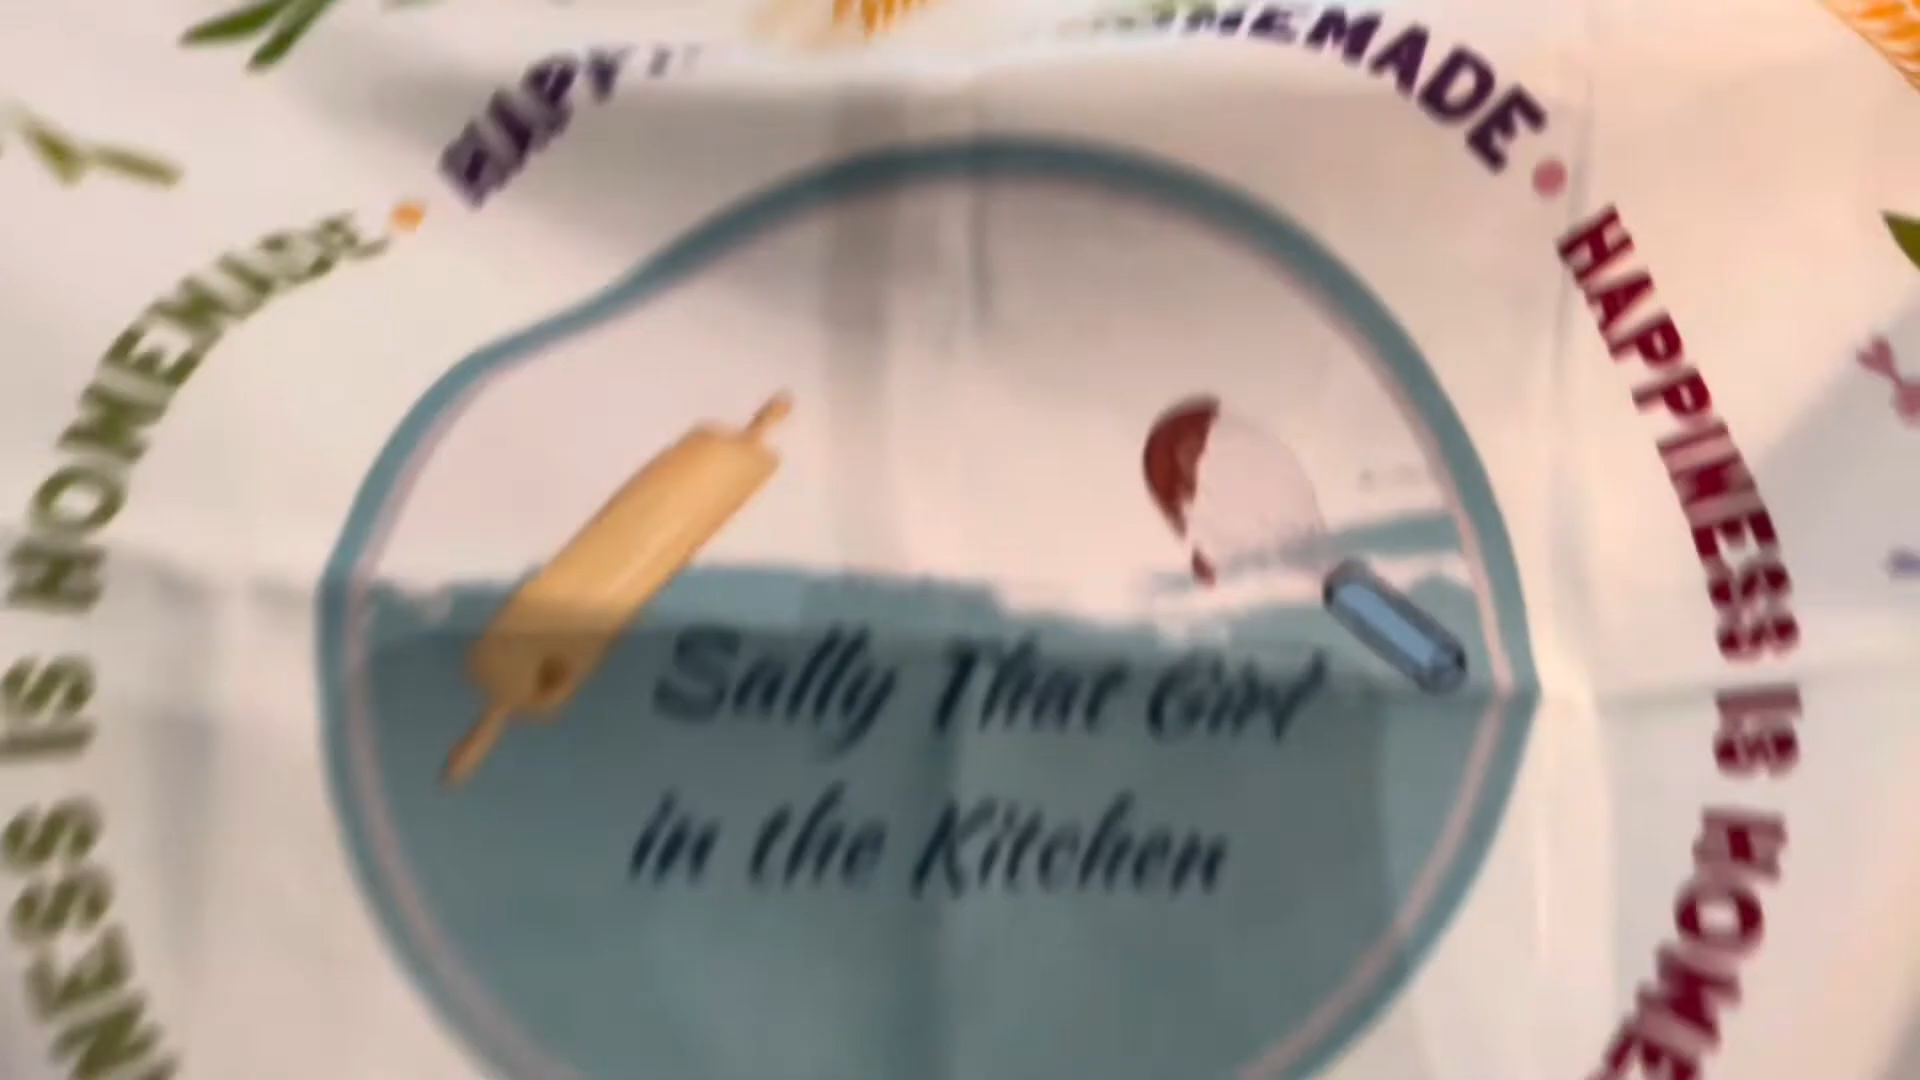 HOMEMADE •
HAPPINESS IS HOME
NESS IS HOMEMADE •
Sally That Girl
in the Kitchen